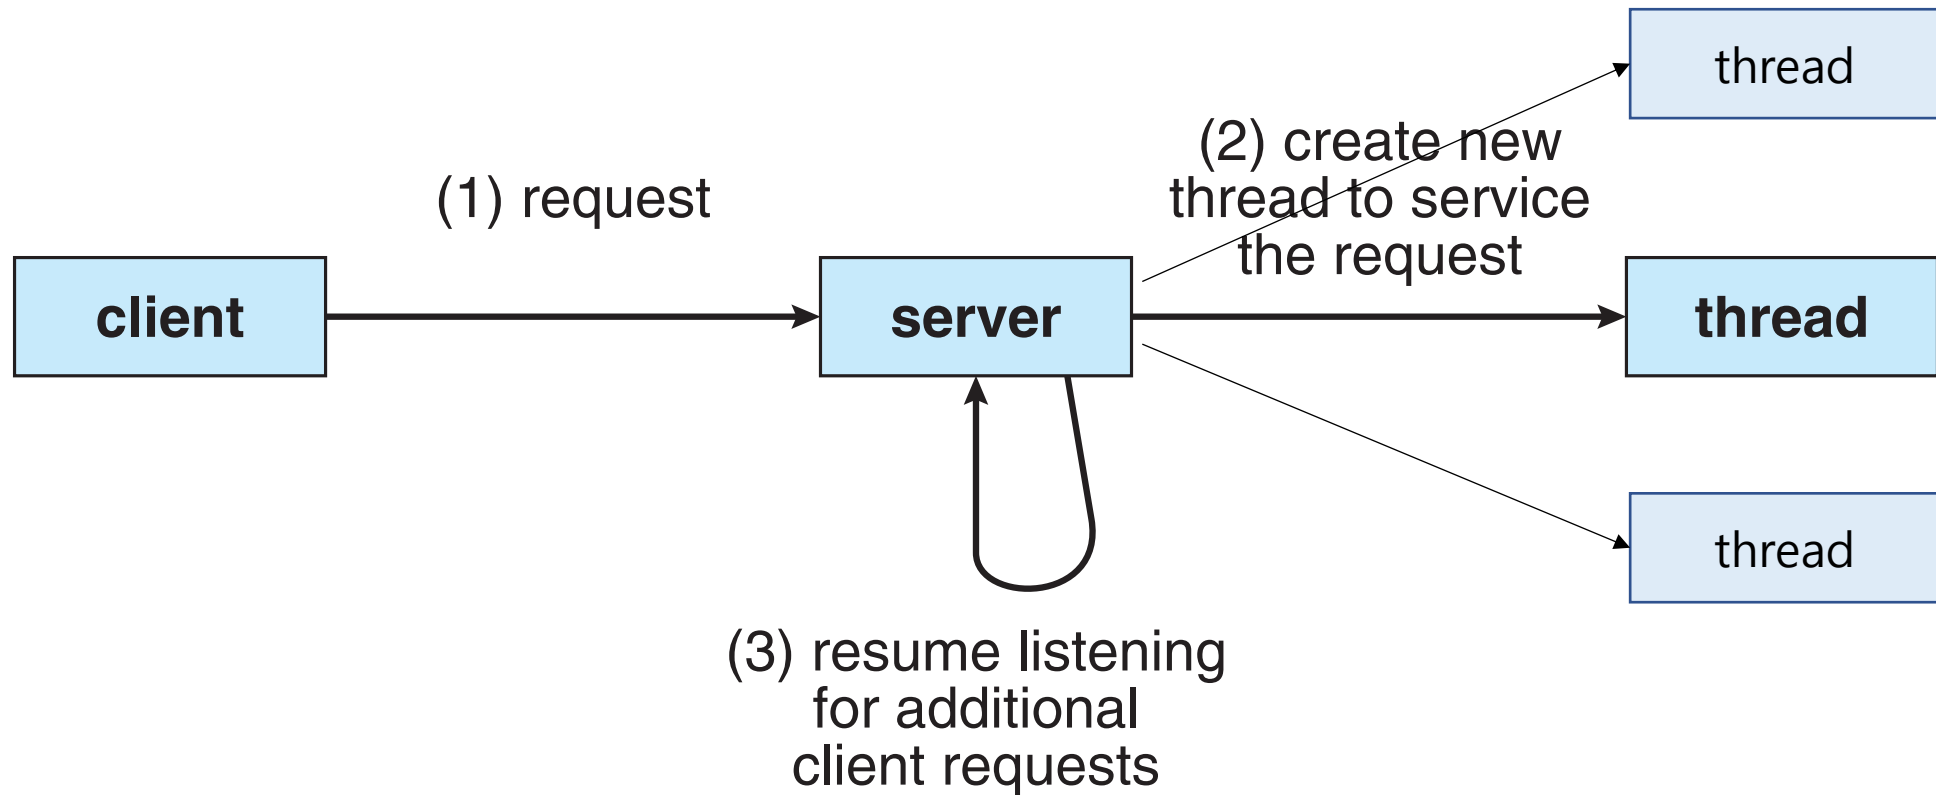 thread
(2) create new
thread to service
the request
(1) request
client
server
thread
thread
(3) resume listening
for additional
client requests